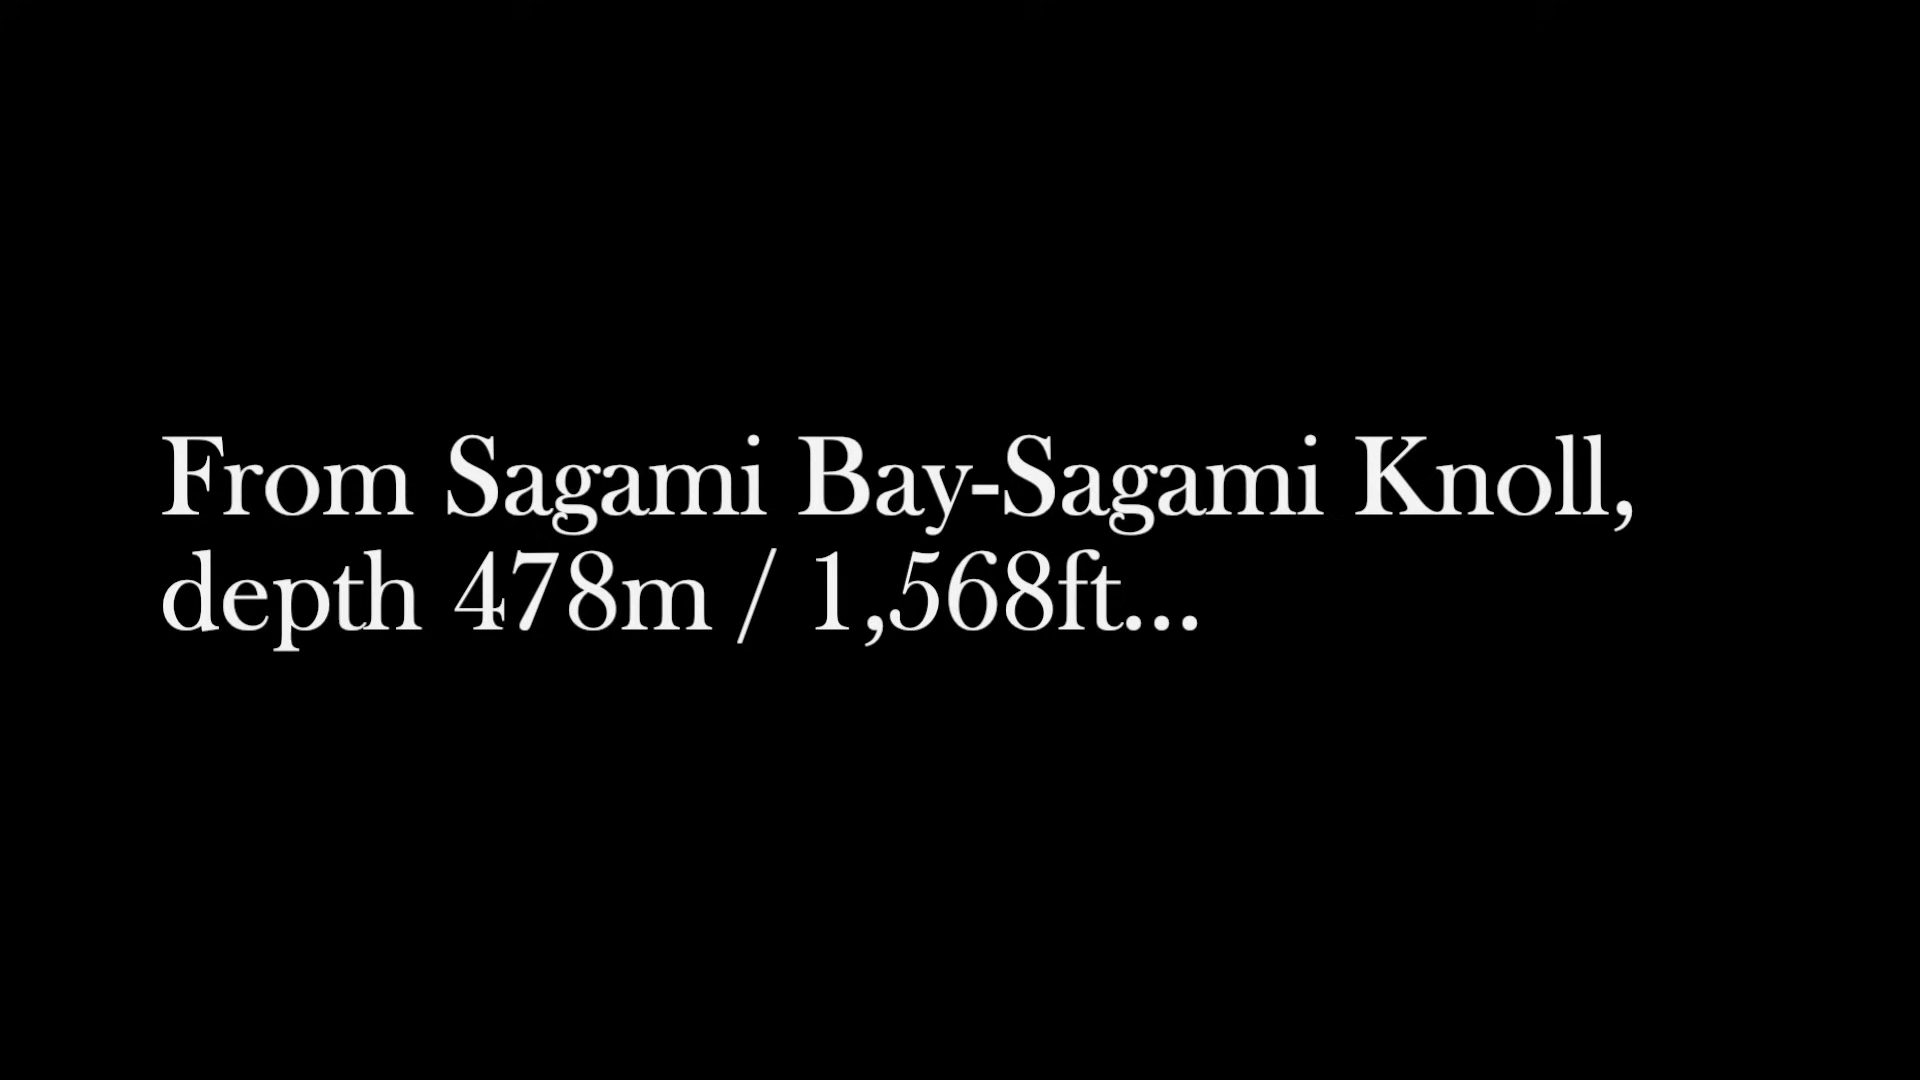 From Sagami Bay-Sagami Knoll,
depth 478m / 1,568ft...